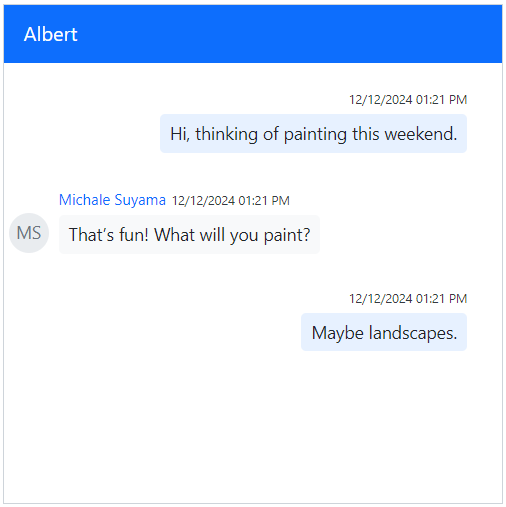 Albert
12/12/2024 01:21 PM
Hi, thinking of painting this weekend.
Michale Suyama 12/12/2024 01:21 PM
MS
That's fun! What will you paint?
12/12/2024 01:21 PM
Maybe landscapes.